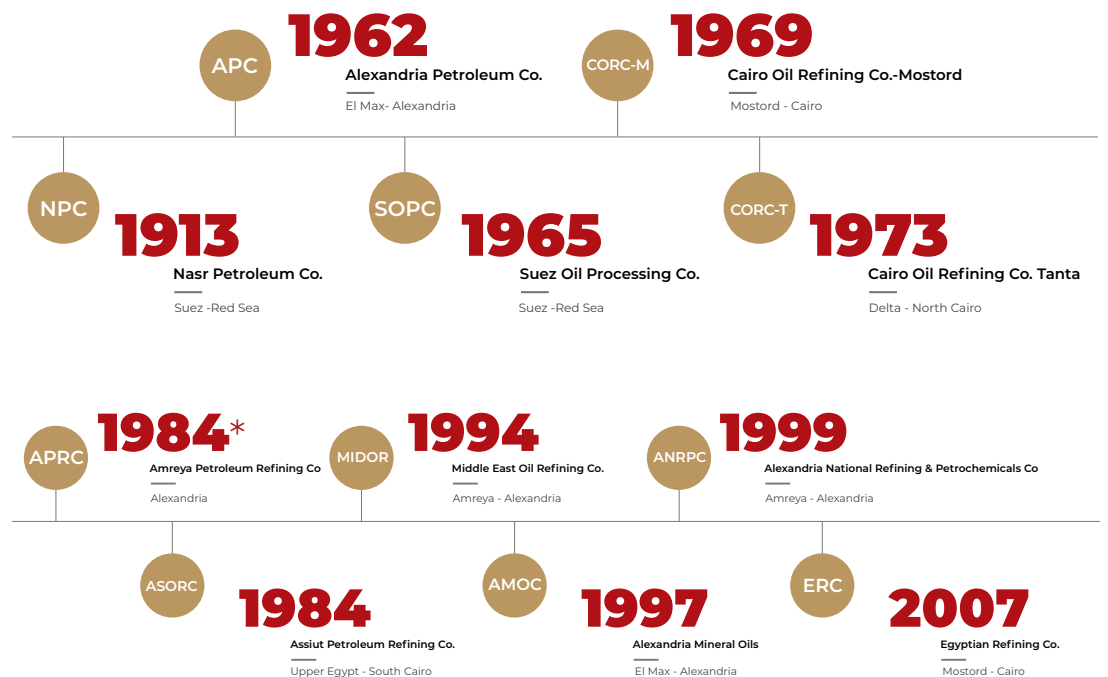 1962
APC
Alexandria Petroleum Co.
El Max- Alexandria
1969
CORC-M
Cairo Oil Refining Co.-Mostord
Mostord - Cairo
NPC
1913
Nasr Petroleum Co.
Suez -Red Sea
SOPC
1965
Suez Oil Processing Co.
Suez -Red Sea
CORC-T
1973
Cairo Oil Refining Co. Tanta
Delta - North Cairo
APRC
1984*
Amreya Petroleum Refining Co
Alexandria
MIDOR
1994
Middle East Oil Refining Co.
Amreya - Alexandria
ANRPC
1999
Alexandria National Refining & Petrochemicals Co
Amreya - Alexandria
ASORC
1984
Assiut Petroleum Refining Co.
Upper Egypt - South Cairo
AMOC
1997
Alexandria Mineral Oils
El Max - Alexandria
ERC
2007
Egyptian Refining Co.
Mostord - Cairo